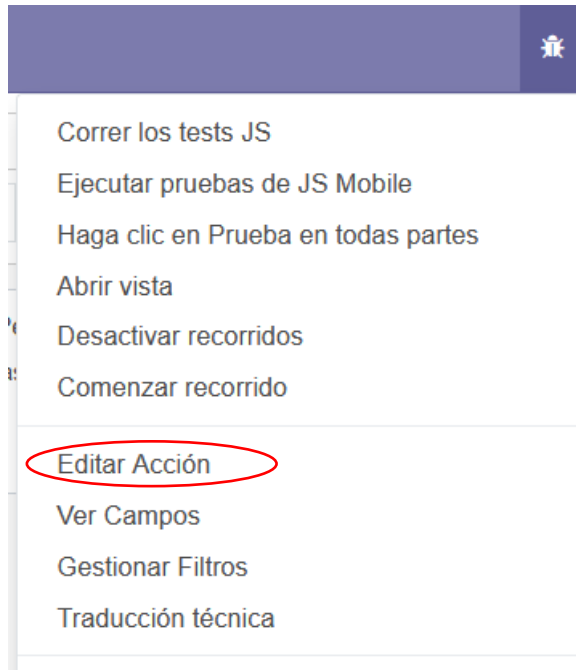 Correr los tests JS
Ejecutar pruebas de JS Mobile
Haga clic en Prueba en todas partes
Abrir vista
Desactivar recorridos
Comenzar recorrido
Editar Acción
Ver Campos
Gestionar Filtros
Traducción técnica